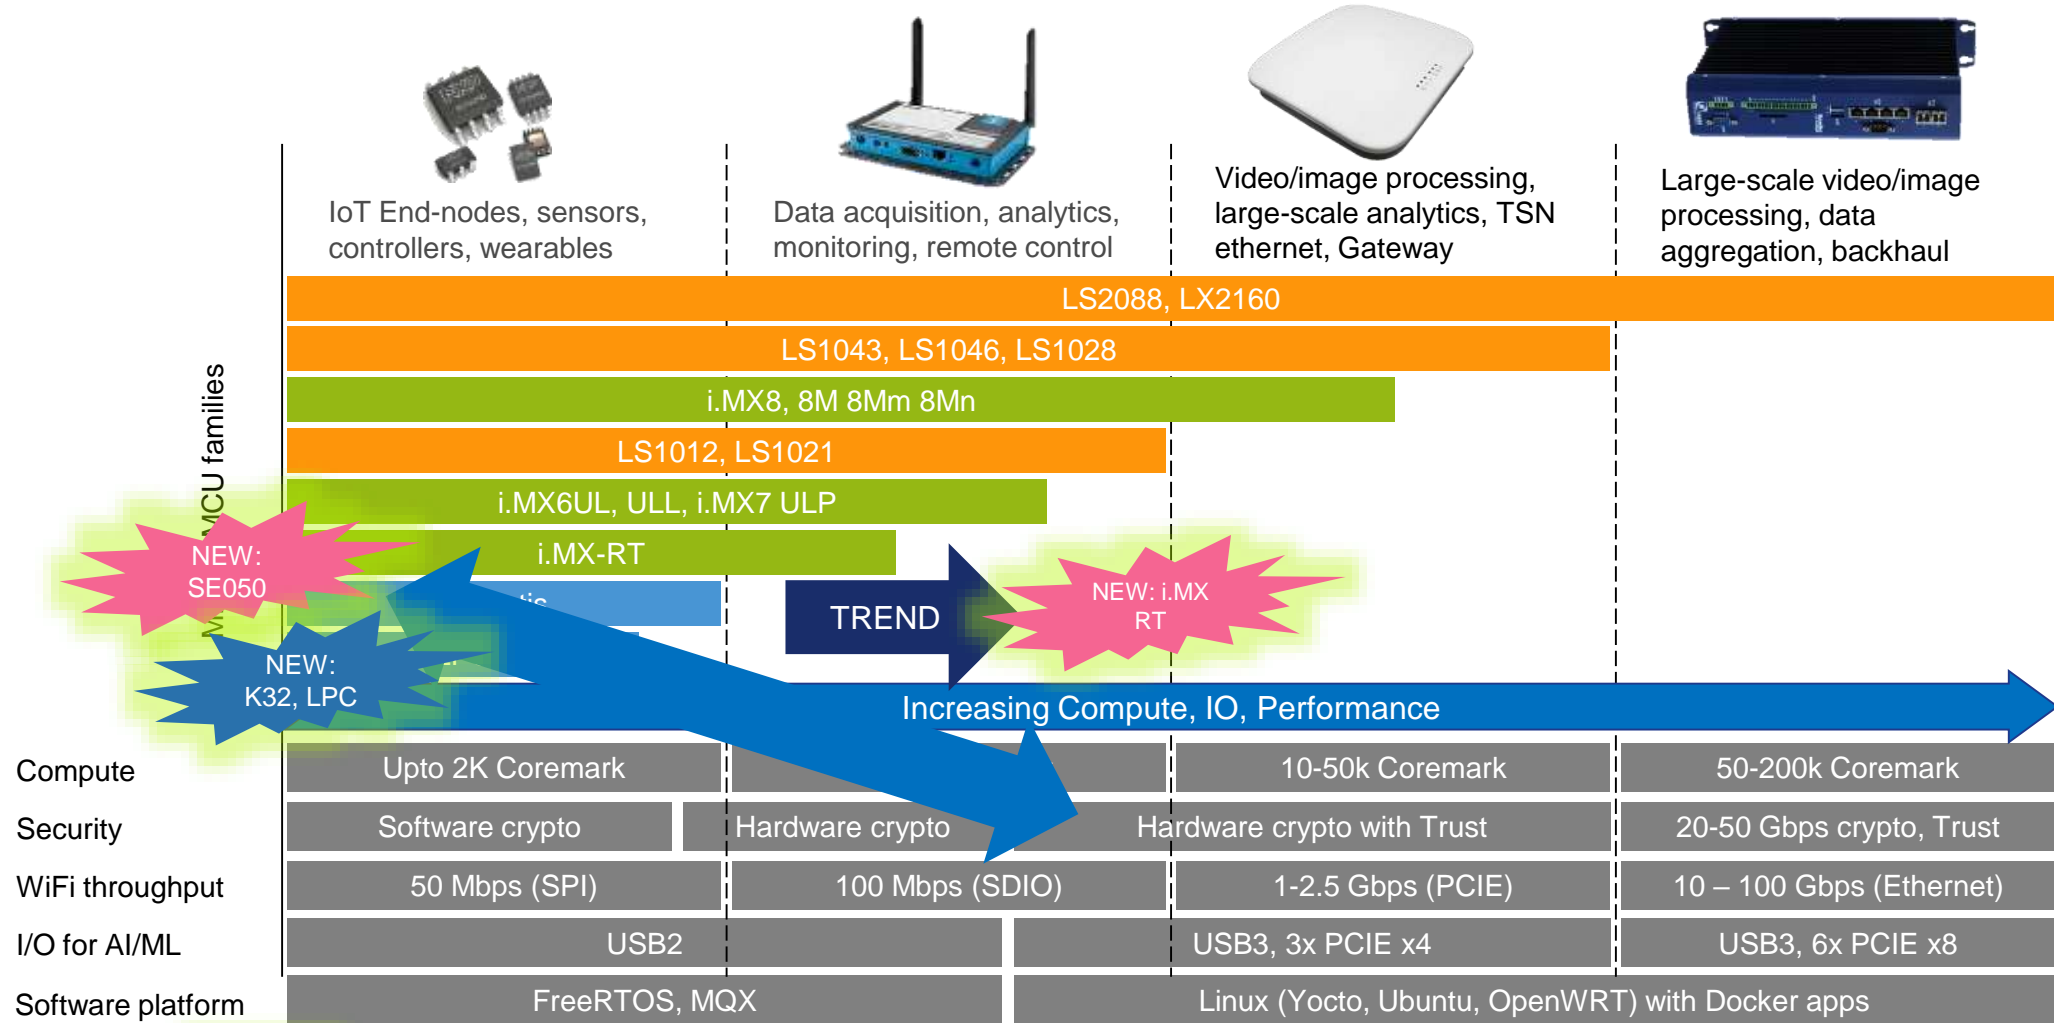 IoT End-nodes, sensors,
controllers, wearables
Data acquisition, analytics,
monitoring, remote control
Video/image processing,
large-scale analytics, TSN
ethernet, Gateway
Large-scale video/image
processing, data
aggregation, backhaul
LS2088, LX2160
LS1043, LS1046, LS1028
i.MX8, 8M 8Mm 8Mn
LS1012, LS1021
i.MX6UL, ULL, i.MX7 ULP
i.MX-RT
MCU families
NEW:
SE050
NEW:
K32, LPC
TREND
NEW: i.MX
RT
Increasing Compute, IO, Performance
Compute
Upto 2K Coremark
10-50k Coremark
50-200k Coremark
Security
Software crypto
Hardware crypto
Hardware crypto with Trust
20-50 Gbps crypto, Trust
WiFi throughput
50 Mbps (SPI)
100 Mbps (SDIO)
1-2.5 Gbps (PCIE)
10 – 100 Gbps (Ethernet)
I/O for AI/ML
USB2
USB3, 3x PCIE x4
USB3, 6x PCIE x8
Software platform
FreeRTOS, MQX
Linux (Yocto, Ubuntu, OpenWRT) with Docker apps